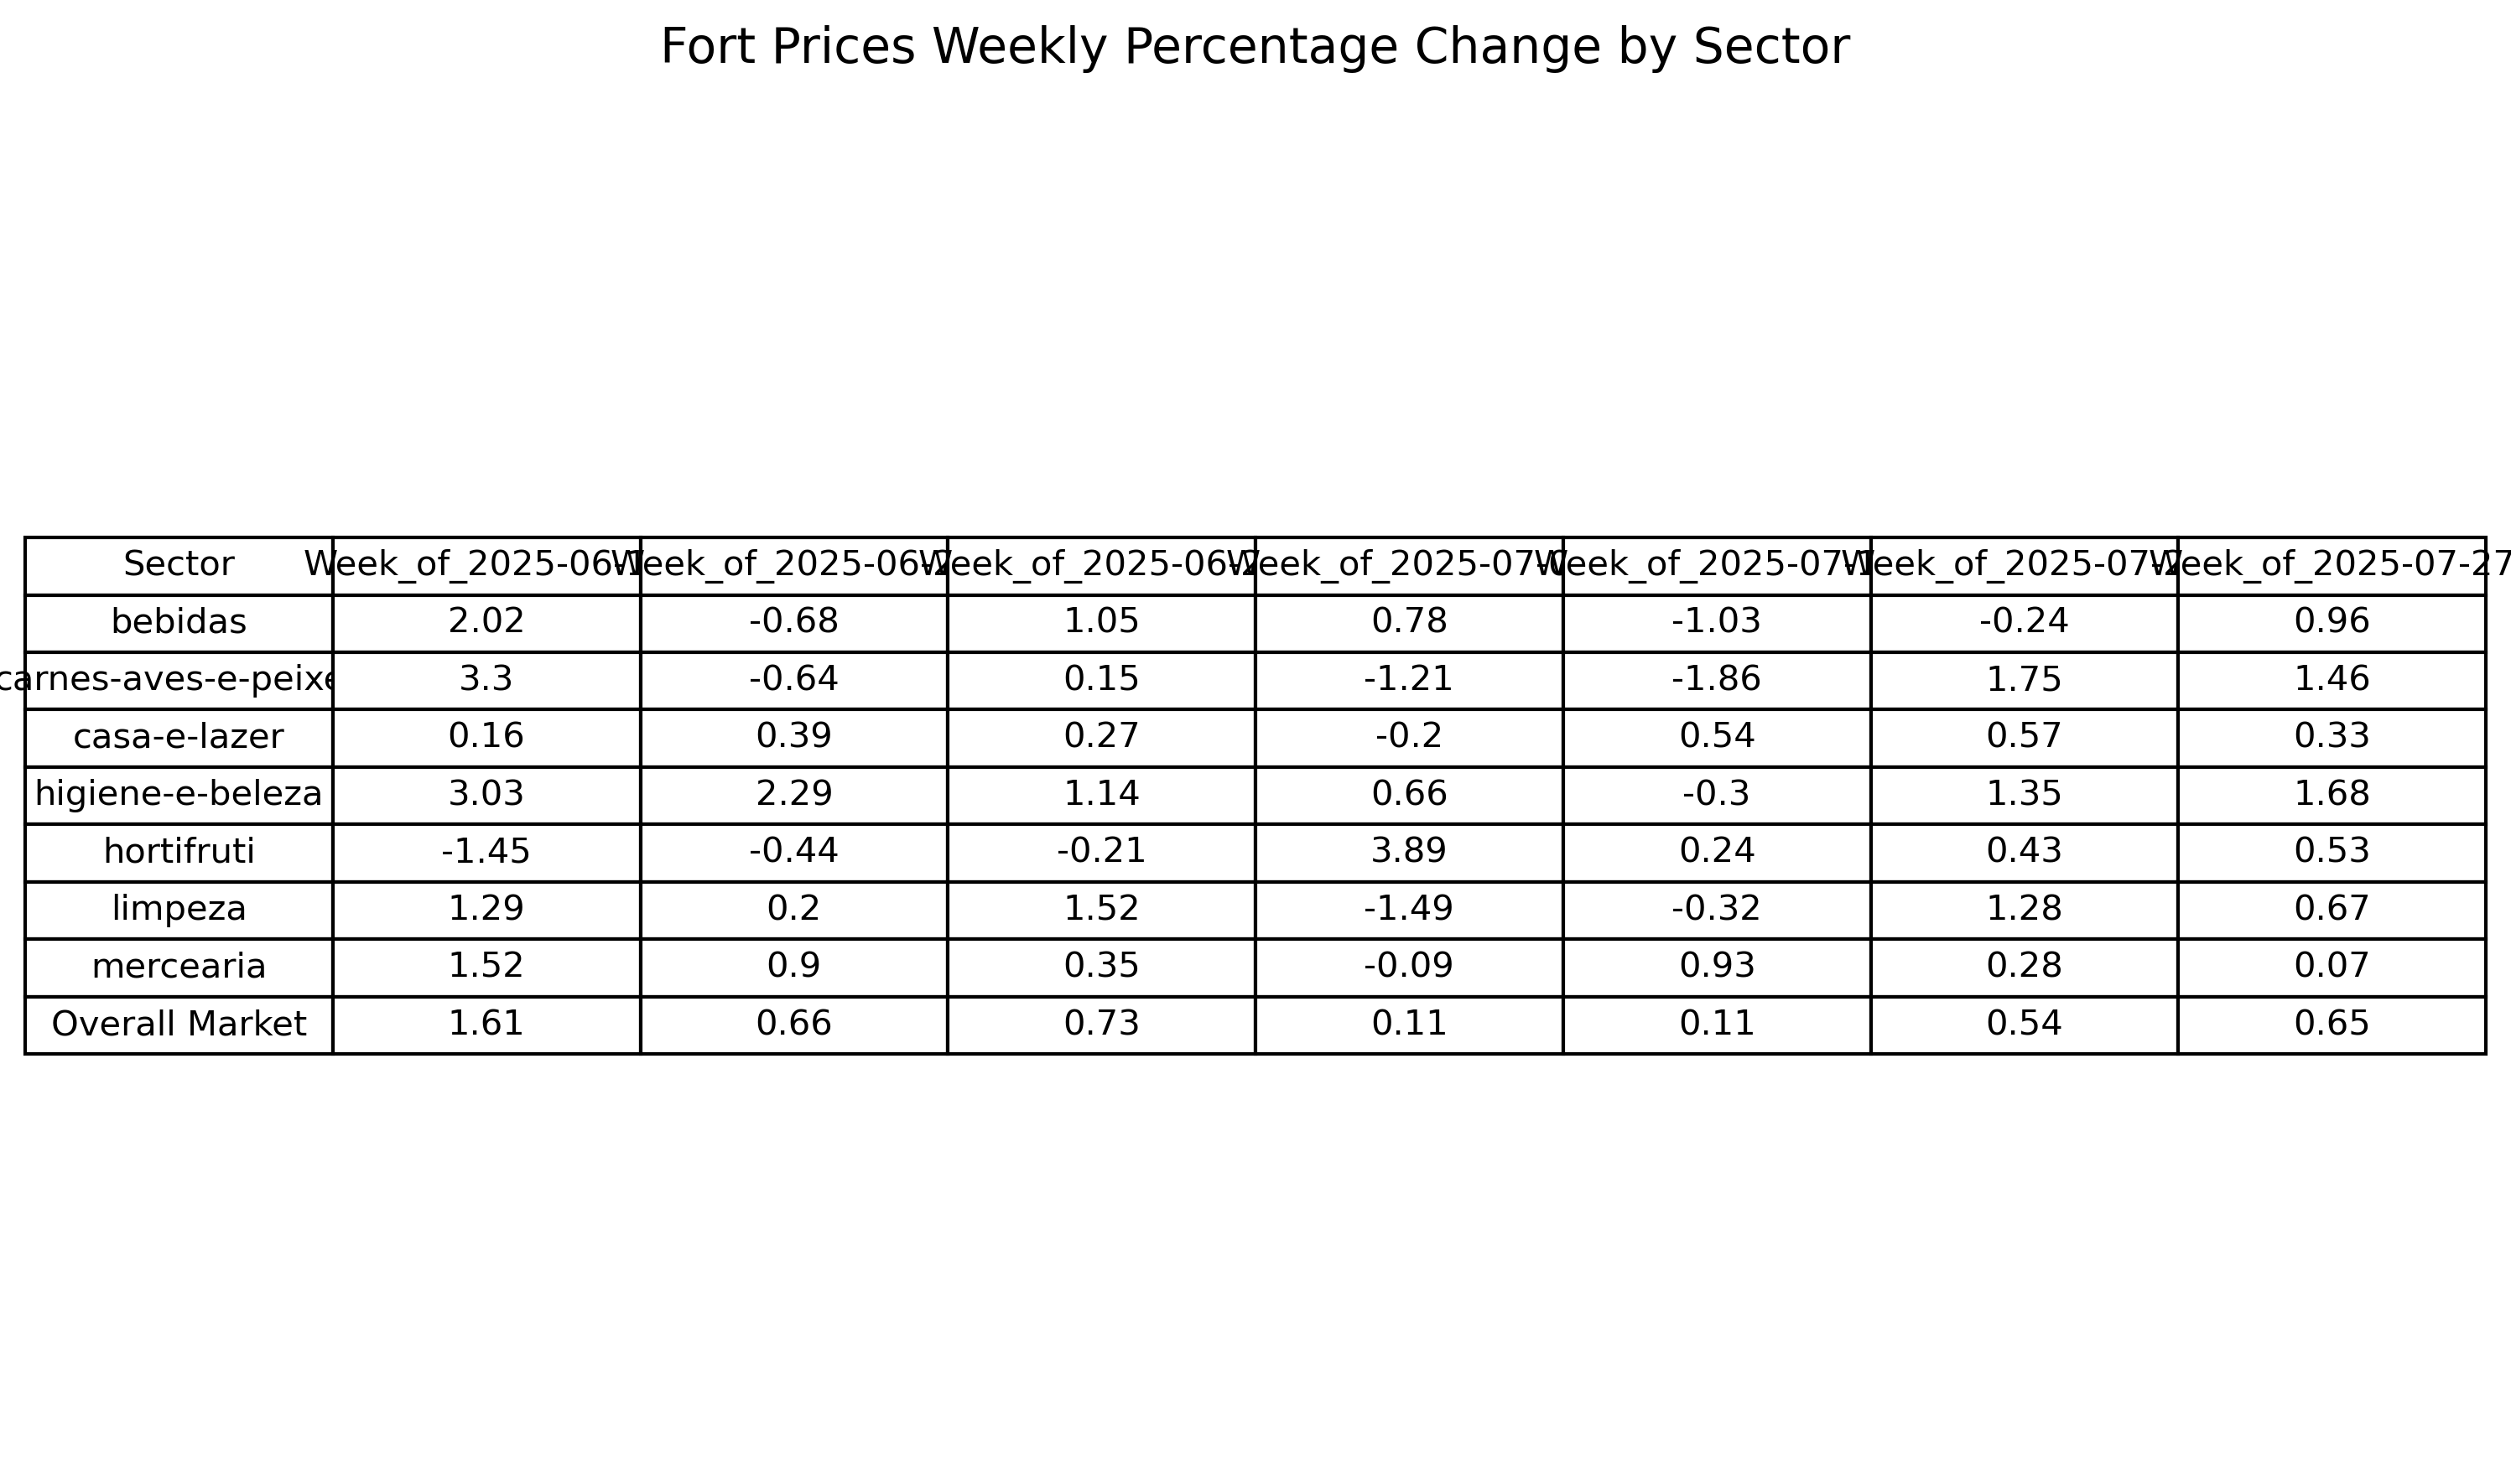 Fort Prices Weekly Percentage Change by Sector
Sector Week_of_2025-06-1 Week_of_2025-06-2 Week_of_2025-06-2 Week_of_2025-07-0 Week_of_2025-07-1 Week_of_2025-07-2 Week_of_2025-07-27
bebidas 2.02 -0.68 1.05 0.78 -1.03 -0.24 0.96
carnes-aves-e-peixe 3.3 -0.64 0.15 -1.21 -1.86 1.75 1.46
casa-e-lazer 0.16 0.39 0.27 -0.2 0.54 0.57 0.33
higiene-e-beleza 3.03 2.29 1.14 0.66 -0.3 1.35 1.68
hortifruti -1.45 -0.44 -0.21 3.89 0.24 0.43 0.53
limpeza 1.29 0.2 1.52 -1.49 -0.32 1.28 0.67
mercearia 1.52 0.9 0.35 -0.09 0.93 0.28 0.07
Overall Market 1.61 0.66 0.73 0.11 0.11 0.54 0.65